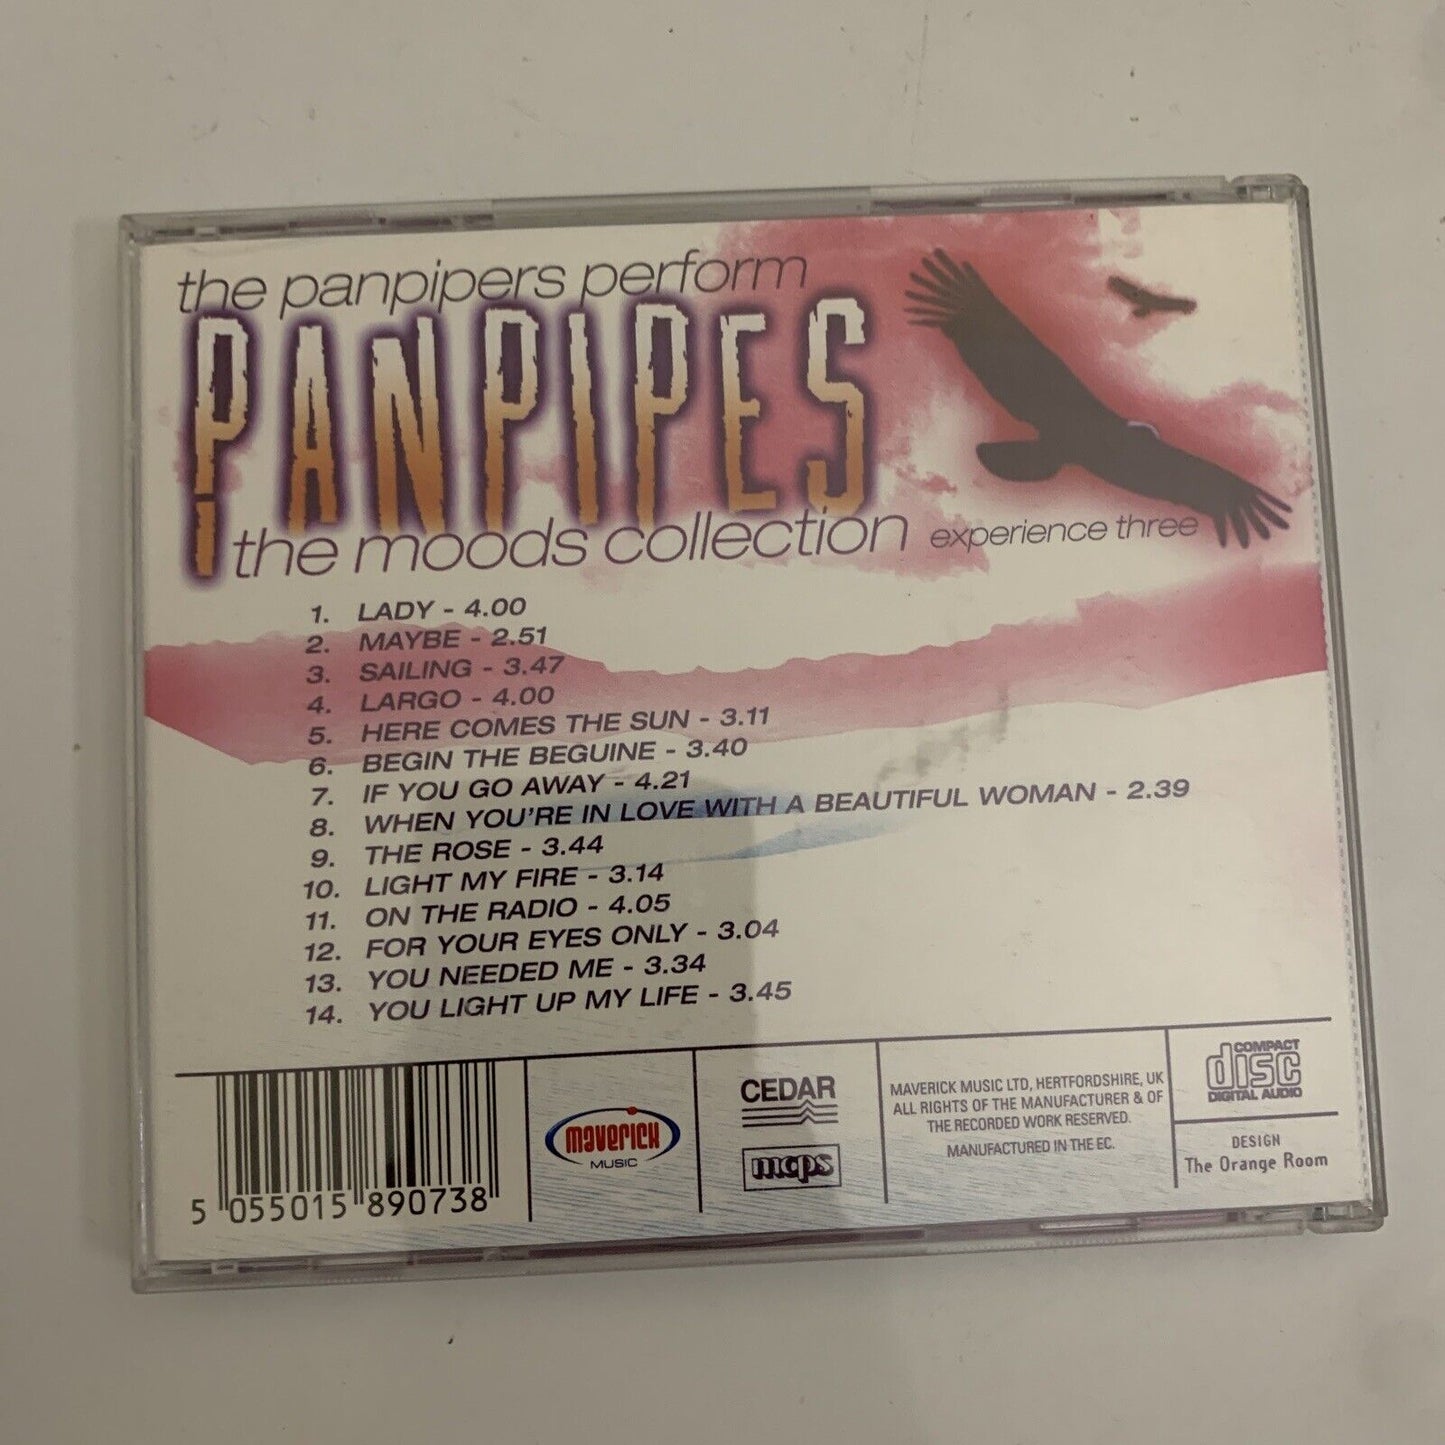 the panpipers perform
PANPIPES
the moods collection experience three
1. LADY - 4.00
2. MAYBE - 2.51
3. SAILING - 3.47
4. LARGO - 4.00
5. HERE COMES THE SUN - 3.11
6. BEGIN THE BEGUINE - 3.40
7. IF YOU GO AWAY - 4.21
8. WHEN YOU'RE IN LOVE WITH A BEAUTIFUL WOMAN - 2.39
9. THE ROSE - 3.44
10. LIGHT MY FIRE - 3.14
11. ON THE RADIO - 4.05
12. FOR YOUR EYES ONLY - 3.04
13. YOU NEEDED ME - 3.34
14. YOU LIGHT UP MY LIFE - 3.45
5 055015 890738
maverick
MUSIC
CEDAR
mcps
MAVERICK MUSIC LTD, HERTFORDSHIRE, UK
ALL RIGHTS OF THE MANUFACTURER & OF
THE RECORDED WORK RESERVED.
MANUFACTURED IN THE EC.
COMPACT
disc
DIGITAL AUDIO
DESIGN
The Orange Room